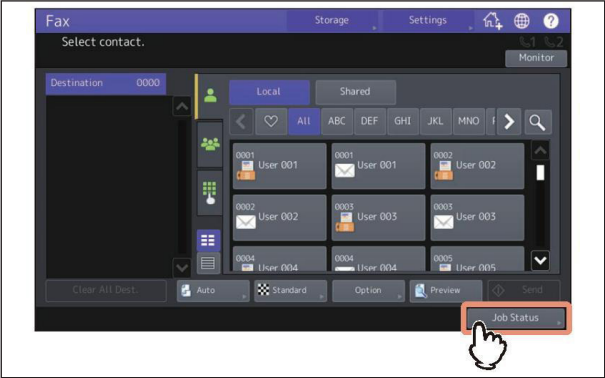 Fax
Storage
Settings
?
Select contact.
1 2
Monitor
Destination 0000
Local
Shared
All ABC DEF GHI JKL MNO
0001
User 001
0001
User 001
0002
User 002
0002
User 002
0003
User 003
0003
User 003
0004
User 004
0004
User 004
0005
User 005
Clear All Dest.
Auto
Standard
Option
Preview
Send
Job Status